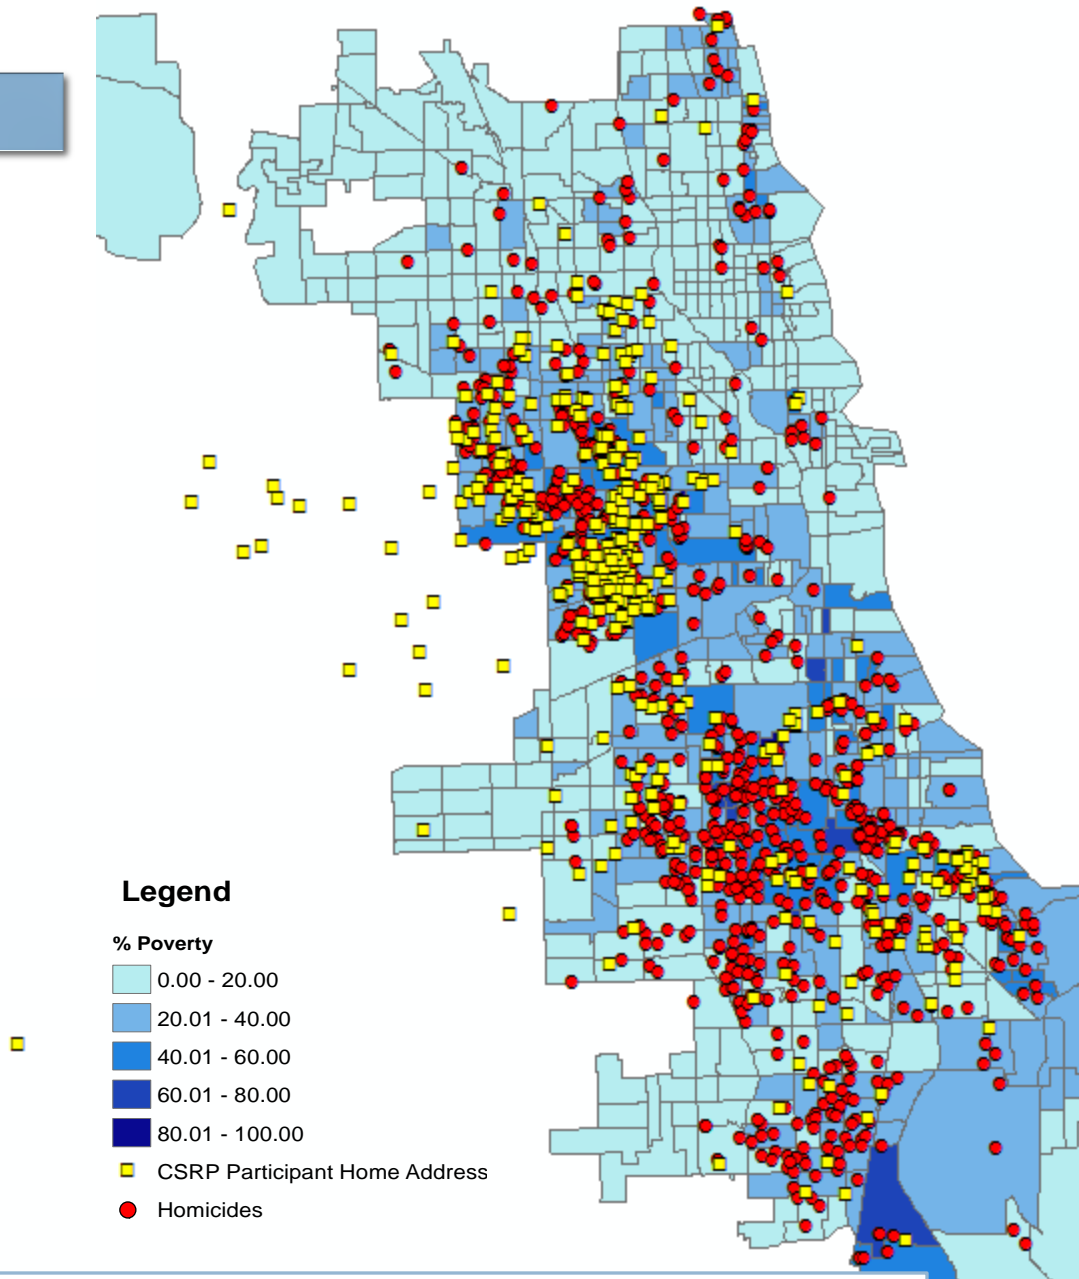 Legend
% Poverty
0.00 - 20.00
20.01 - 40.00
40.01 - 60.00
60.01 - 80.00
80.01 - 100.00
CSRP Participant Home Address
Homicides